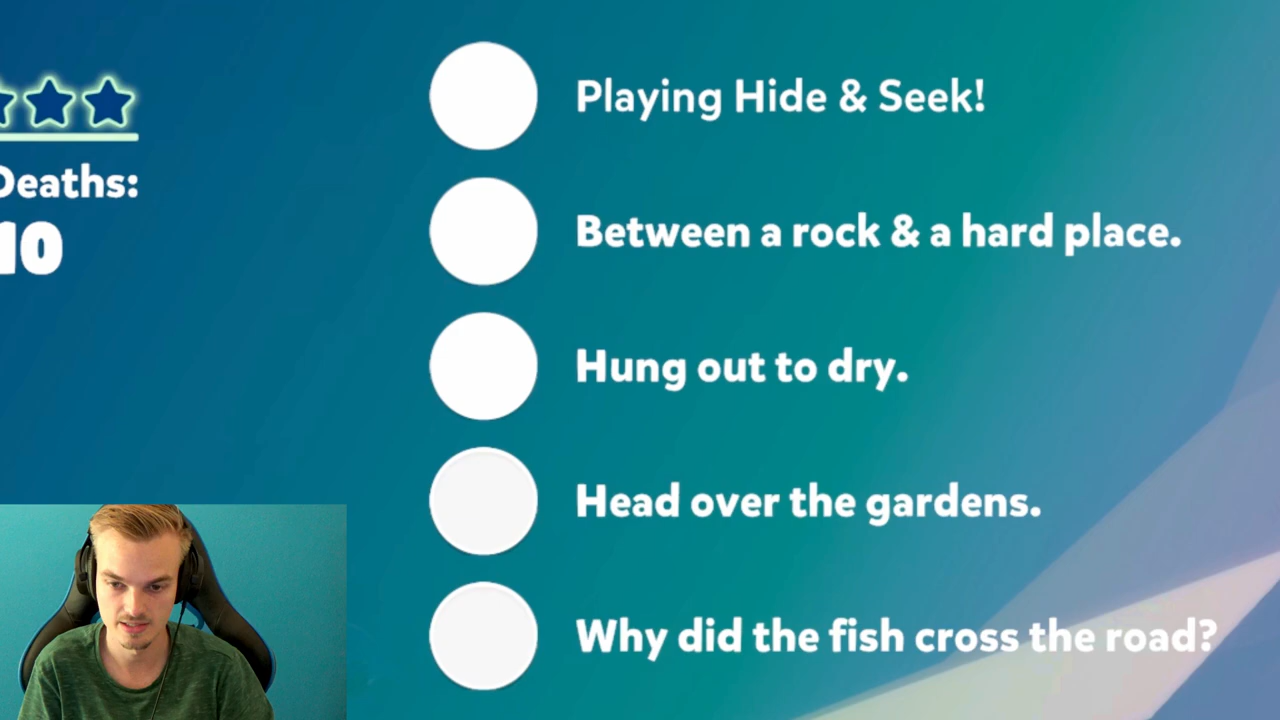 Playing Hide & Seek!
Deaths:
10
Between a rock & a hard place.
Hung out to dry.
Head over the gardens.
Why did the fish cross the road?